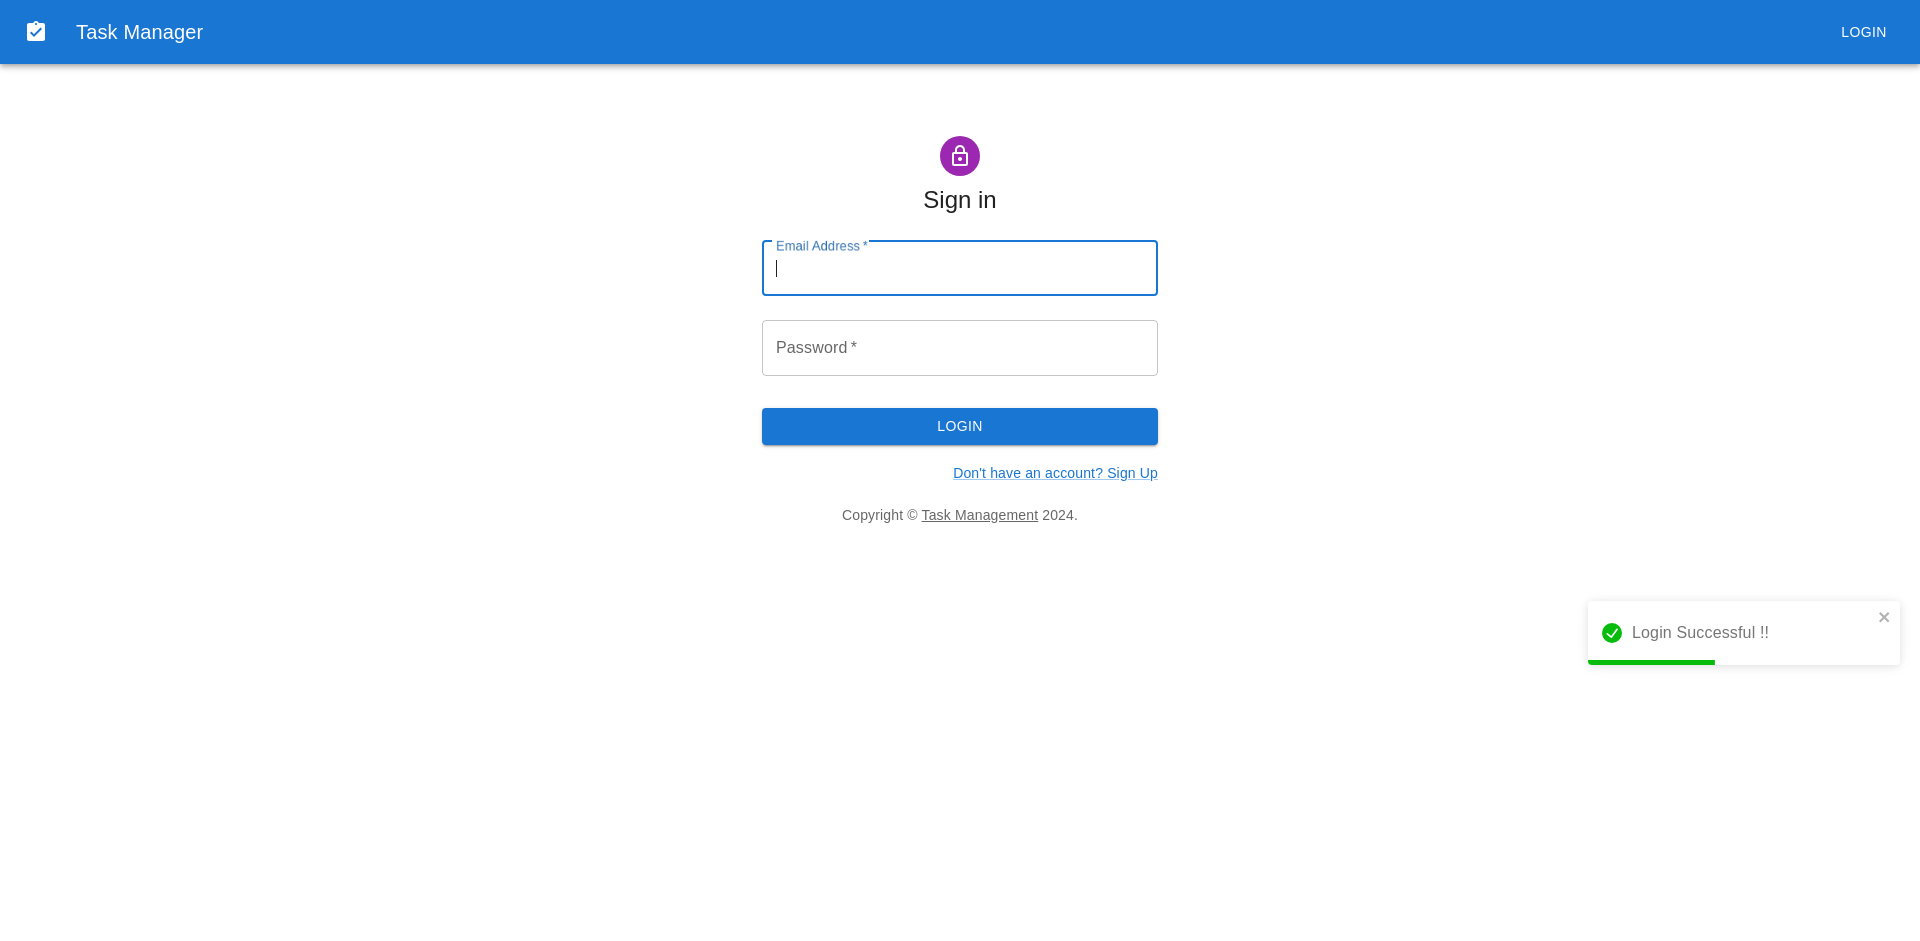 Task Manager
LOGIN
Sign in
Email Address *
Password *
LOGIN
Don't have an account? Sign Up
Copyright © Task Management 2024.
Login Successful !!